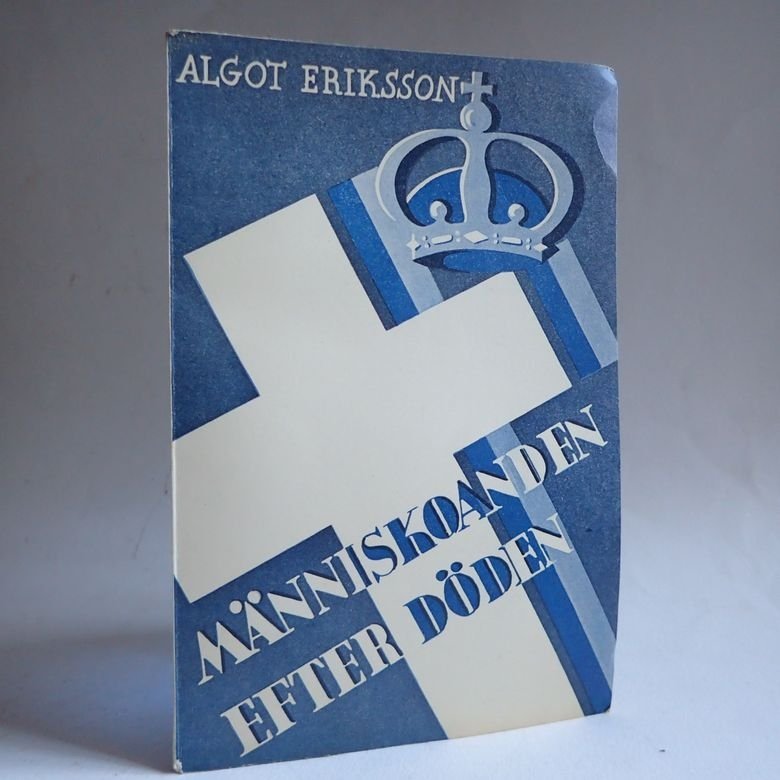 ALGOT ERIKSSON
MÄNNISKOANDEN
EFTER DÖDEN